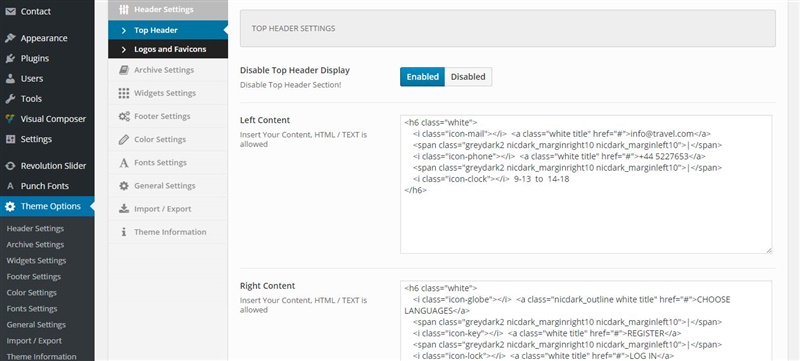 Contact
Appearance
Plugins
Users
Tools
Visual Composer
Settings
Revolution Slider
Punch Fonts
Theme Options
Header Settings
Archive Settings
Widgets Settings
Footer Settings
Color Settings
Fonts Settings
General Settings
Import / Export
Theme Information
Header Settings
Top Header
Logos and Favicons
Archive Settings
Widgets Settings
Footer Settings
Color Settings
Fonts Settings
General Settings
Import / Export
Theme Information
TOP HEADER SETTINGS
Disable Top Header Display
Disable Top Header Section!
Enabled Disabled
Left Content
Insert Your Content, HTML / TEXT is
allowed
<h6 class="white">
<i class="icon-mail"></i> <a class="white title" href="#">info@travel.com</a>
<span class="greydark2 nicdark_marginright10 nicdark_marginleft10">|</span>
<i class="icon-phone"></i> <a class="white title" href="#">+44 5227653</a>
<span class="greydark2 nicdark_marginright10 nicdark_marginleft10">|</span>
<i class="icon-clock"></i> 9-13 to 14-18
</h6>
Right Content
Insert Your Content, HTML / TEXT is
allowed
<h6 class="white">
<i class="icon-globe"></i> <a class="nicdark_outline white title" href="#">CHOOSE
LANGUAGES</a>
<span class="greydark2 nicdark_marginright10 nicdark_marginleft10">|</span>
<i class="icon-key"></i> <a class="white title" href="#">REGISTER</a>
<span class="greydark2 nicdark_marginright10 nicdark_marginleft10">|</span>
<i class="icon-lock"></i> <a class="white title" href="#">LOG IN</a>